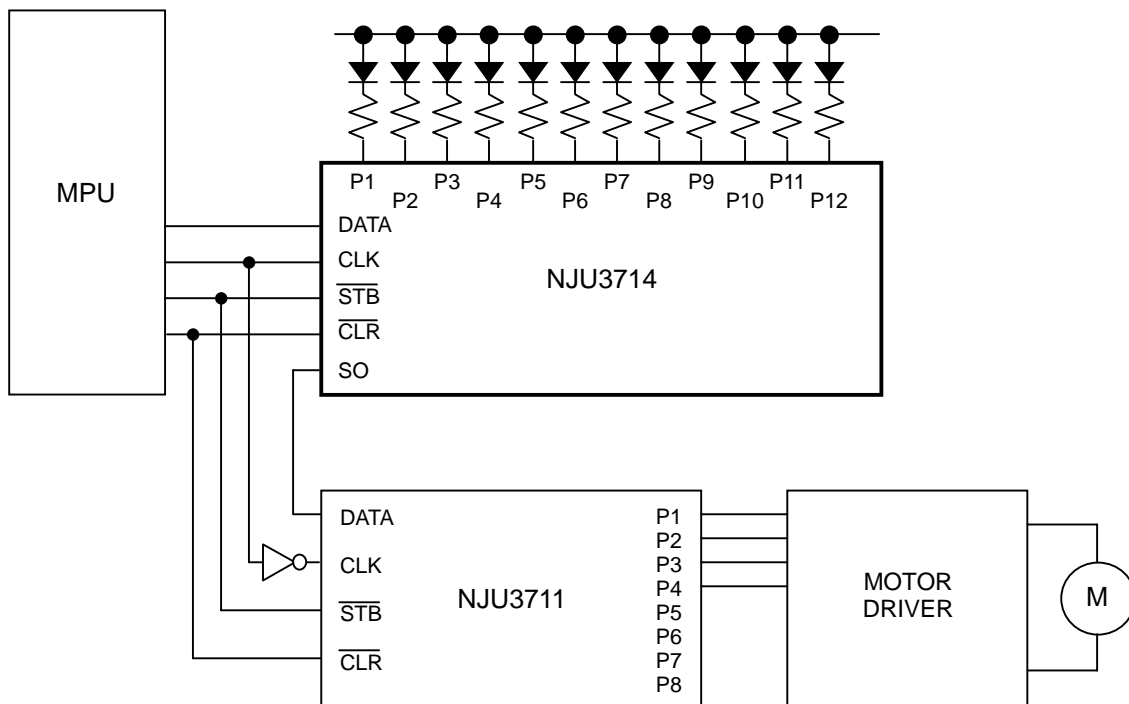 MPU
P1 P3 P5 P7 P9 P11
P2 P4 P6 P8 P10 P12
DATA
CLK
STB
CLR
SO
NJU3714
DATA
CLK
STB
CLR
NJU3711
P1
P2
P3
P4
P5
P6
P7
P8
MOTOR
DRIVER
M